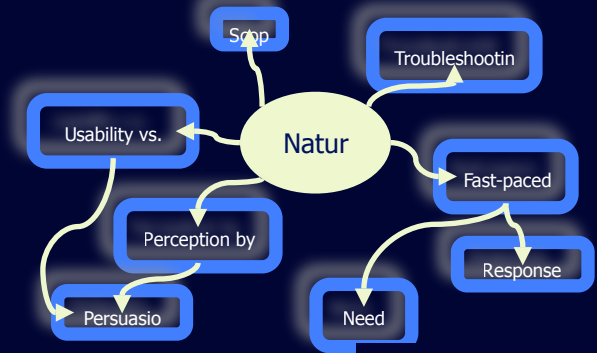 Scop
Troubleshootin
Usability vs.
Natur
Fast-paced
Perception by
Response
Persuasio
Need